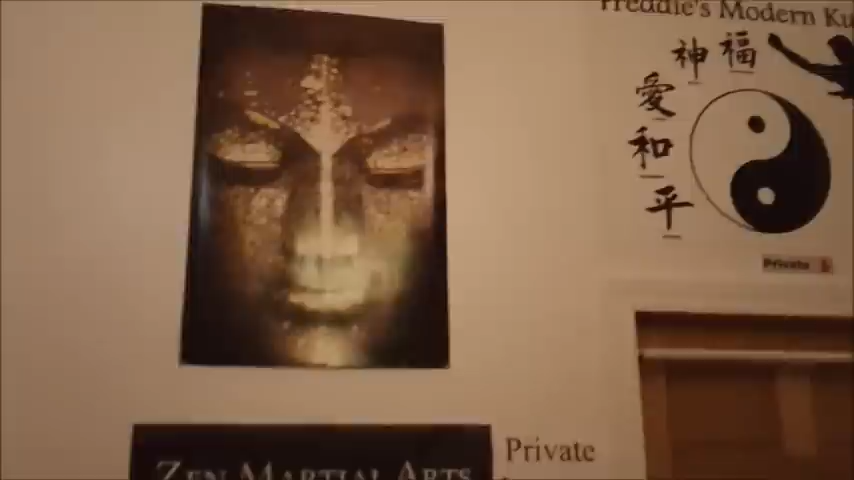 Freddie's Modern Ku
神 福
愛
和
平
Private
ZEN MARTIAL ARTS
Private